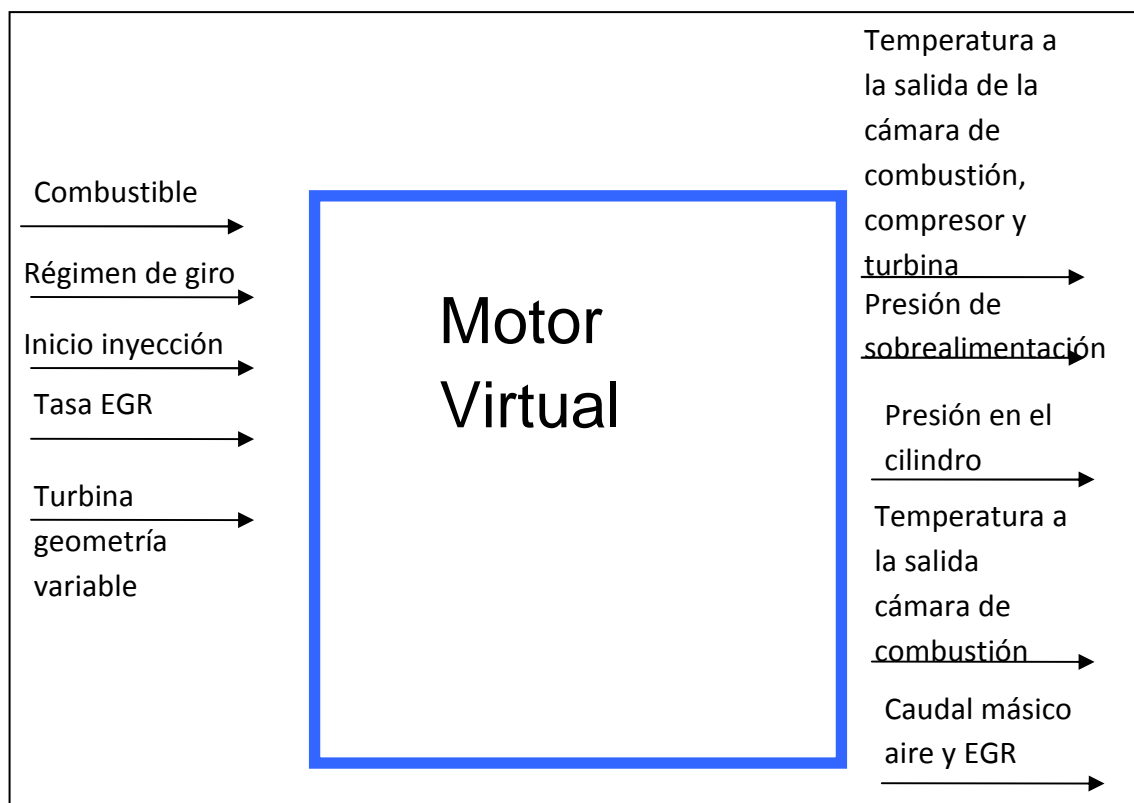 Combustible
Régimen de giro
Inicio inyección
Tasa EGR
Turbina
geometría
variable
Motor
Virtual
Temperatura a
la salida de la
cámara de
combustión,
compresor y
turbina
Presión de
sobrealimentación
Presión en el
cilindro
Temperatura a
la salida
cámara de
combustión
Caudal másico
aire y EGR